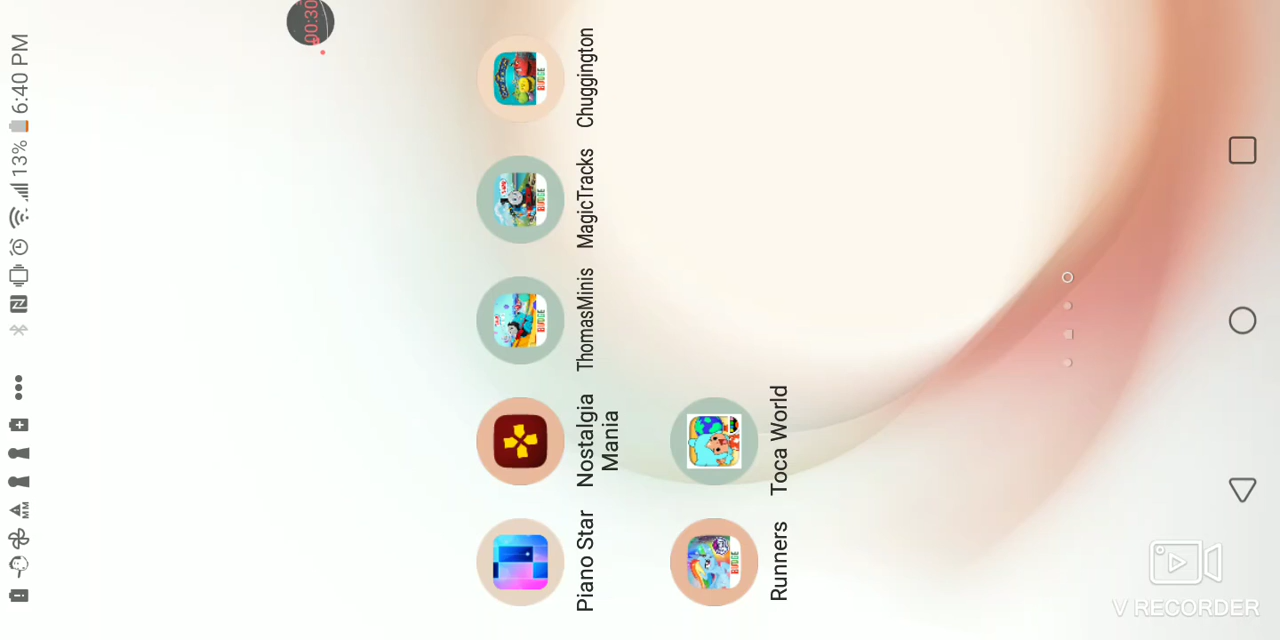 6:40 PM
13%
00:30
Piano Star
Nostalgia
Mania
ThomasMinis
MagicTracks
Chuggington
Runners
Toca World
V RECORDER